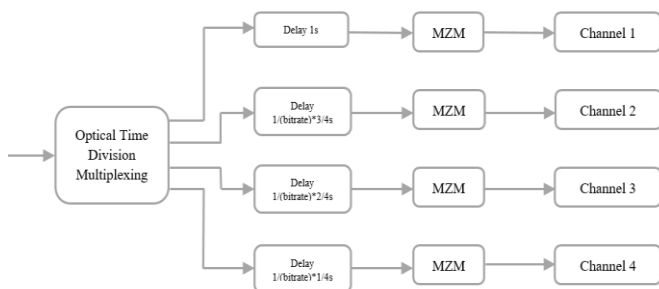 Optical Time
Division
Multiplexing
Delay 1s
MZM
Channel 1
Delay
1/(bitrate)*3/4s
MZM
Channel 2
Delay
1/(bitrate)*2/4s
MZM
Channel 3
Delay
1/(bitrate)*1/4s
MZM
Channel 4